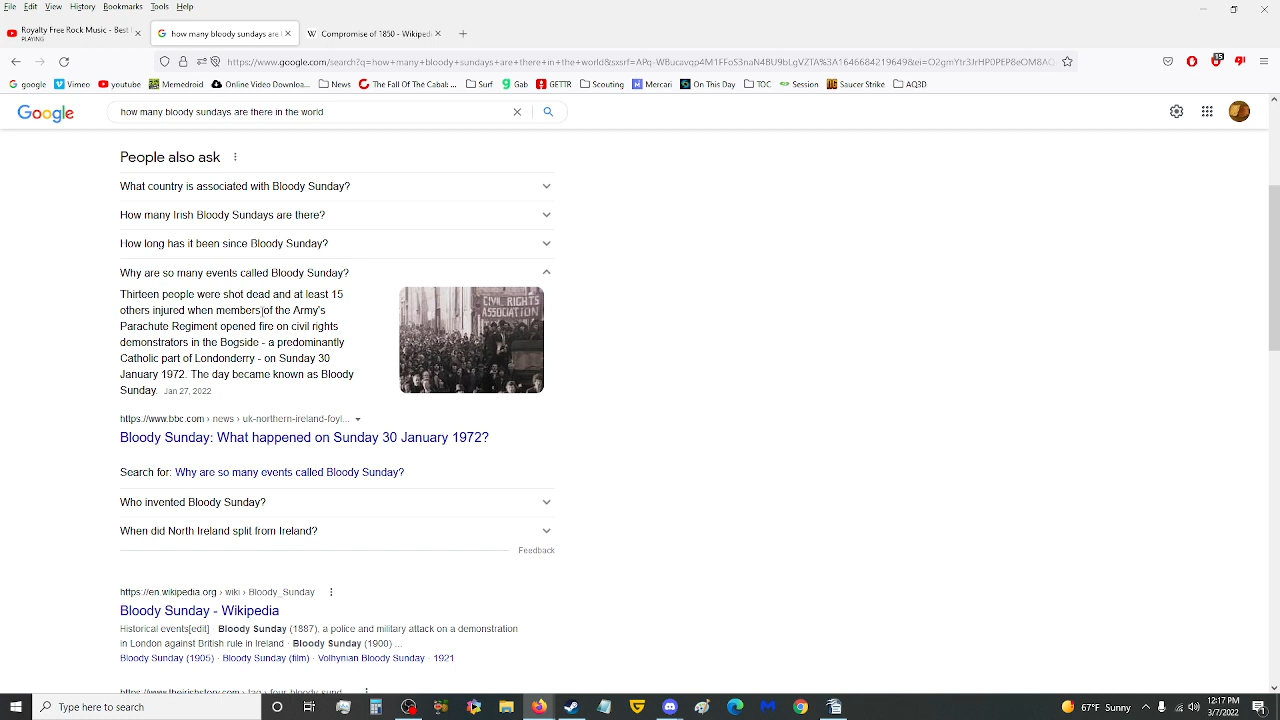 File Edit View History Bookmarks Tools Help
Royalty Free Rock Music - Best
PLAYING
how many bloody sundays are
Compromise of 1850 - Wikipedi
google Vimeo youtube Memedroid Online Video Downloa... News The Fall of The Cabal: ... Surf Gab GETTR Scouting Mercari On This Day TOC Session Saucer Strike AQ3D
Google how many bloody sundays are there in the world
People also ask
What country is associated with Bloody Sunday?
How many Irish Bloody Sundays are there?
How long has it been since Bloody Sunday?
Why are so many events called Bloody Sunday?
Thirteen people were shot dead and at least 15
others injured when members of the Army's
Parachute Regiment opened fire on civil rights
demonstrators in the Bogside - a predominantly
Catholic part of Londonderry - on Sunday 30
January 1972. The day became known as Bloody
Sunday. Jan 27, 2022
CIVIL RIGHTS
ASSOCIATION
https://www.bbc.com › news › uk-northern-ireland-foyl...
Bloody Sunday: What happened on Sunday 30 January 1972?
Search for: Why are so many events called Bloody Sunday?
Who invented Bloody Sunday?
When did North Ireland split from Ireland?
Feedback
https://en.wikipedia.org › wiki › Bloody_Sunday
Bloody Sunday - Wikipedia
Historical events[edit] · Bloody Sunday (1887), a police and military attack on a demonstration
in London against British rule in Ireland · Bloody Sunday (1900) ...
Bloody Sunday (1905) · Bloody Sunday (film) · Volhynian Bloody Sunday · 1921
Type here to search
67°F Sunny
12:17 PM
3/7/2022